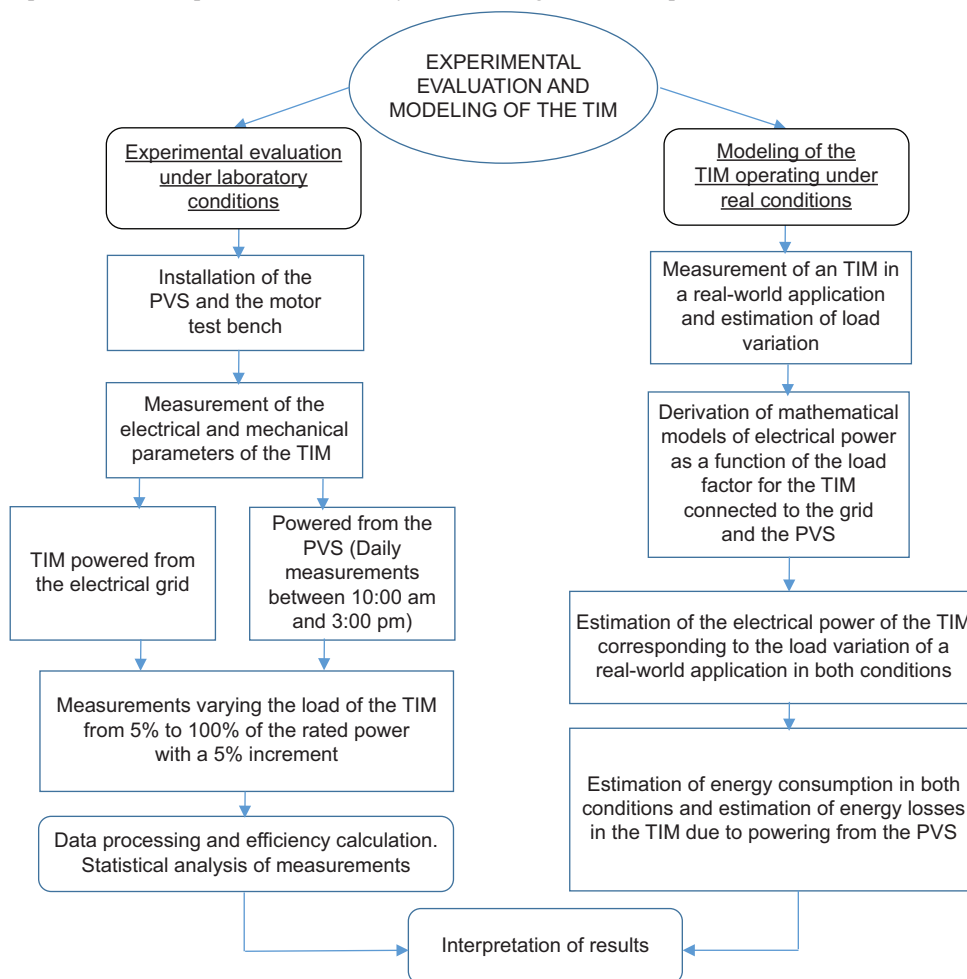 EXPERIMENTAL
EVALUATION AND
MODELING OF THE TIM
Experimental evaluation
under laboratory
conditions
Installation of the
PVS and the motor
test bench
Measurement of the
electrical and mechanical
parameters of the TIM
TIM powered from
the electrical grid
Powered from the
PVS (Daily
measurements
between 10:00 am
and 3:00 pm)
Measurements varying the load of the TIM
from 5% to 100% of the rated power
with a 5% increment
Data processing and efficiency calculation.
Statistical analysis of measurements
Modeling of the
TIM operating under
real conditions
Measurement of an TIM in
a real-world application
and estimation of load
variation
Derivation of mathematical
models of electrical power
as a function of the load
factor for the TIM
connected to the grid
and the PVS
Estimation of the electrical power of the TIM
corresponding to the load variation of a
real-world application in both conditions
Estimation of energy consumption in both
conditions and estimation of energy losses
in the TIM due to powering from the PVS
Interpretation of results